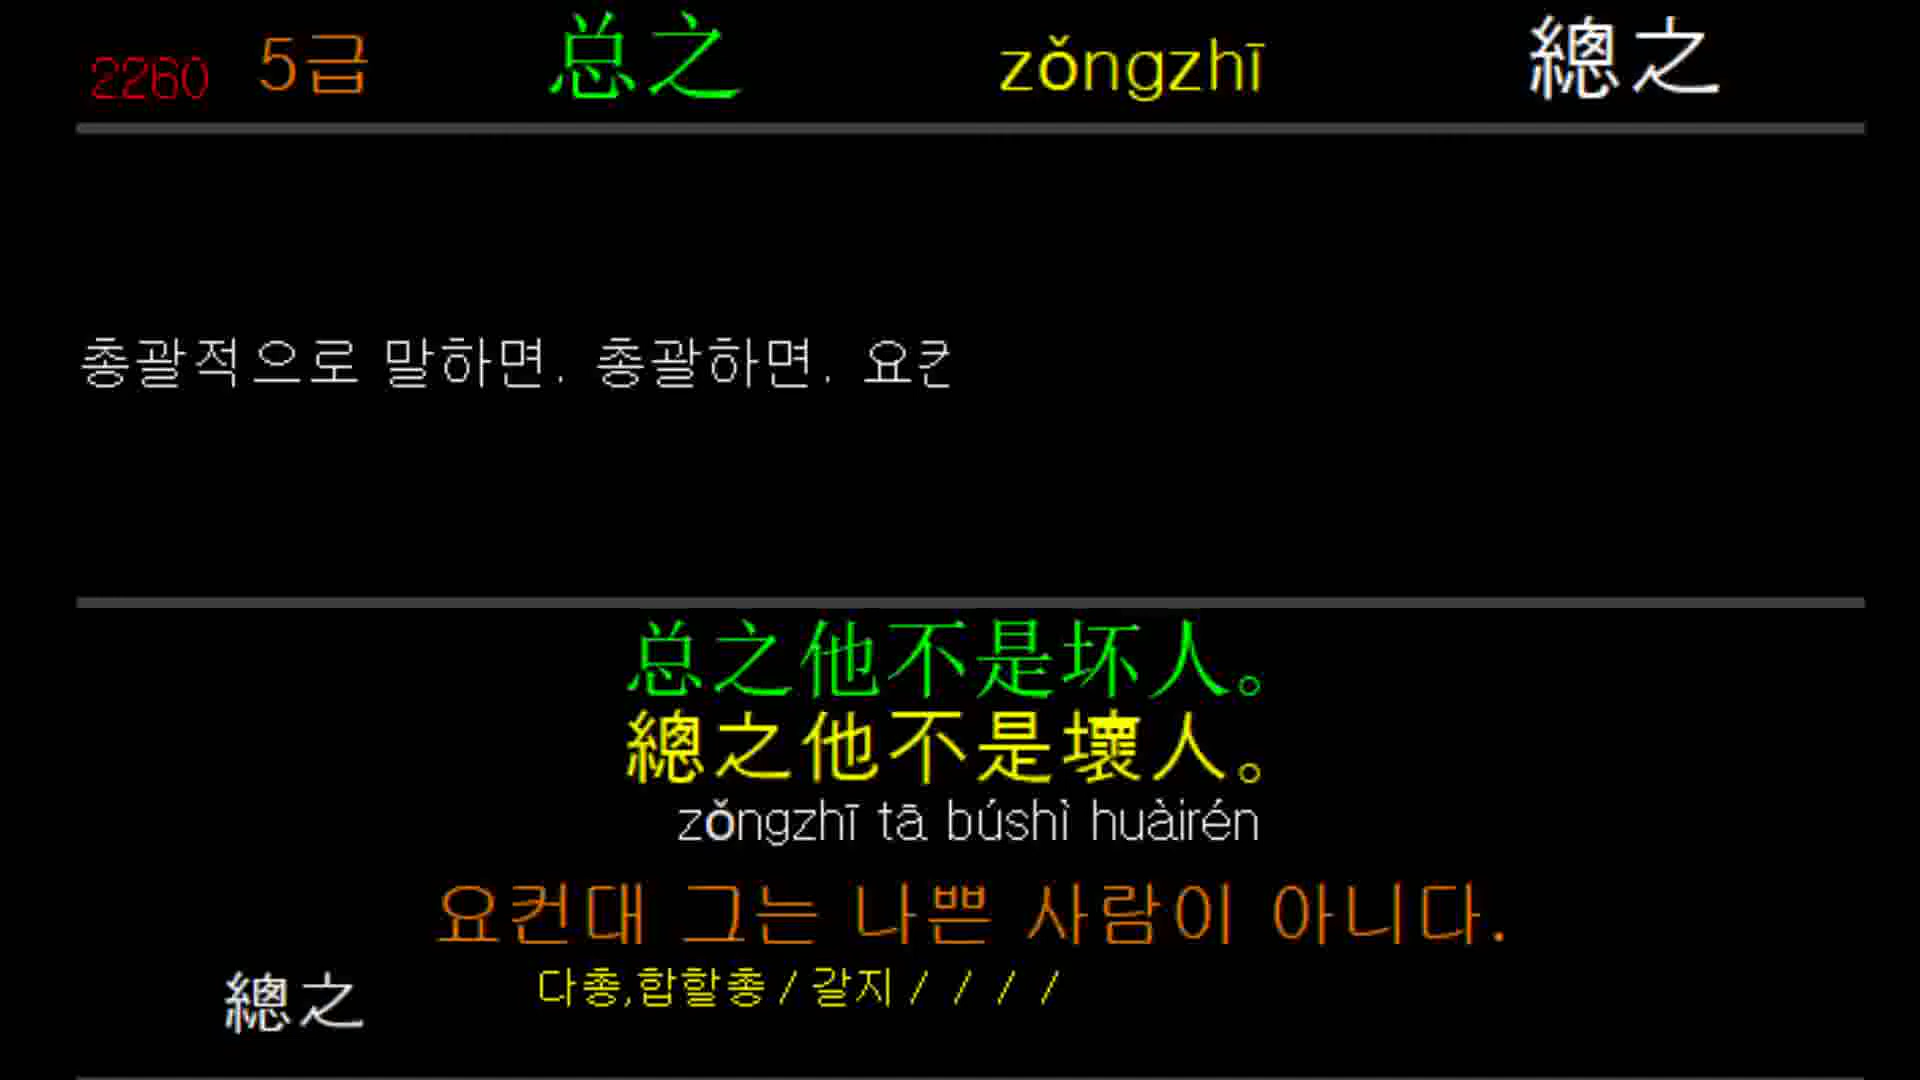 2260 5급 总之 zǒngzhī 總之
총괄적으로 말하면. 총괄하면. 요컨
总之他不是坏人。
總之他不是壞人。
zǒngzhī tā búshì huàirén
요컨대 그는 나쁜 사람이 아니다.
總之 다총,합할총 / 갈지 / / / /